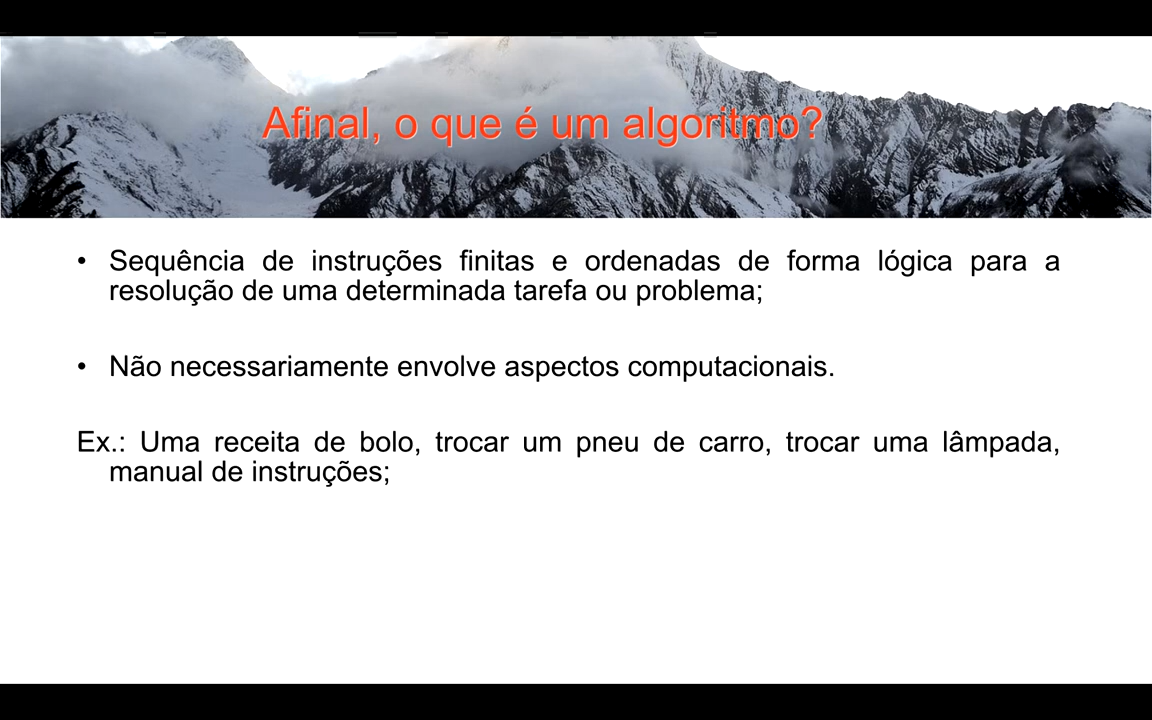 Afinal, o que é um algoritmo?
• Sequência de instruções finitas e ordenadas de forma lógica para a
resolução de uma determinada tarefa ou problema;
• Não necessariamente envolve aspectos computacionais.
Ex.: Uma receita de bolo, trocar um pneu de carro, trocar uma lâmpada,
manual de instruções;